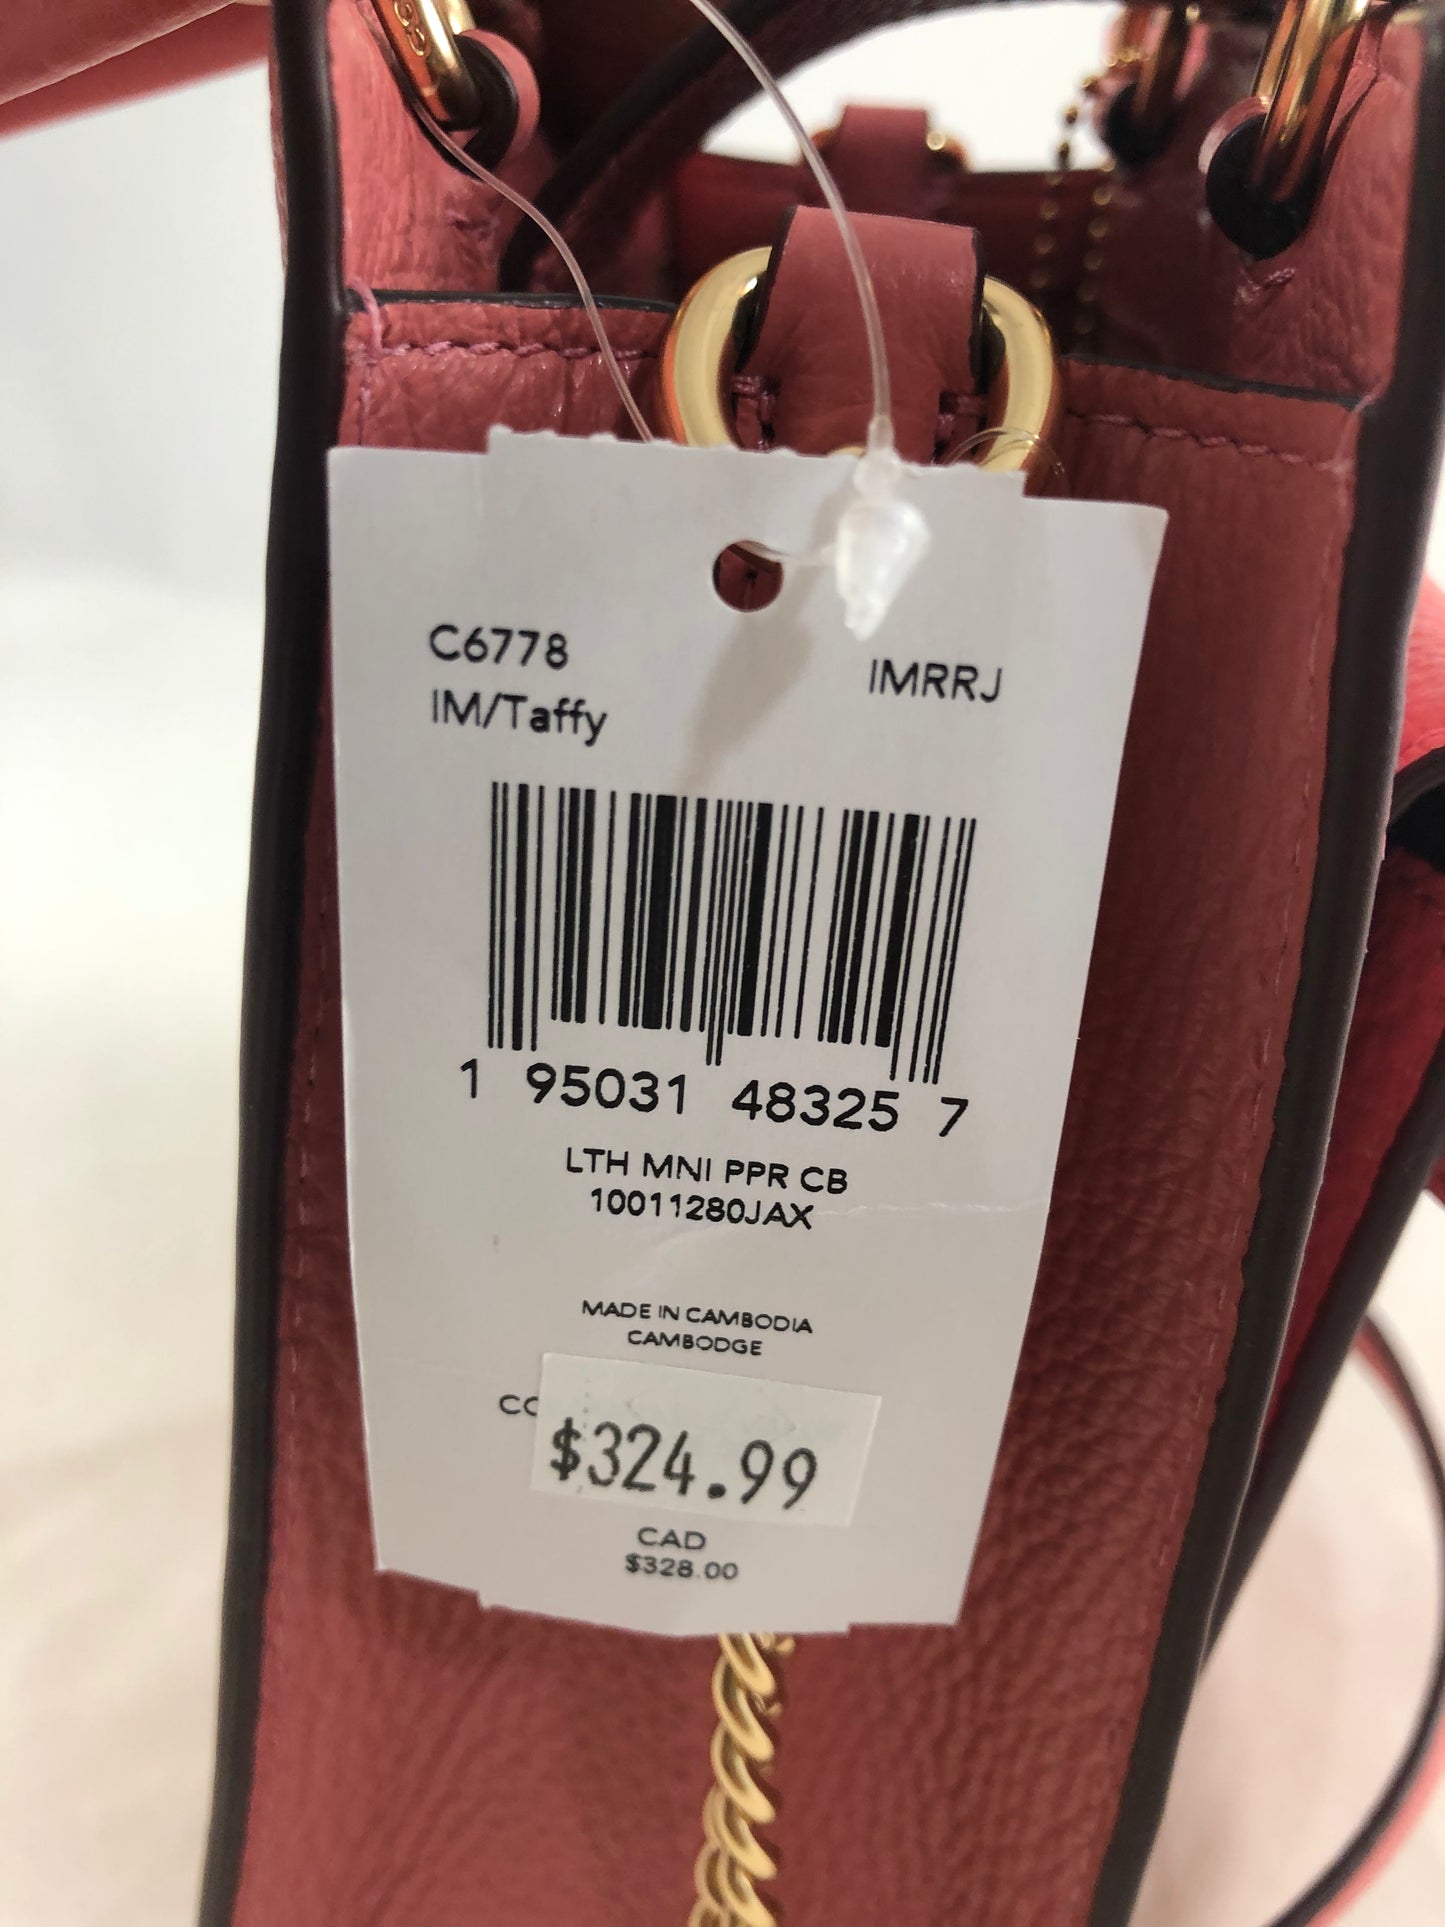 C6778 IMRRJ
IM/Taffy
1 95031 48325 7
LTH MNI PPR CB
10011280JAX
MADE IN CAMBODIA
CAMBODGE
$324.99
CAD
$328.00